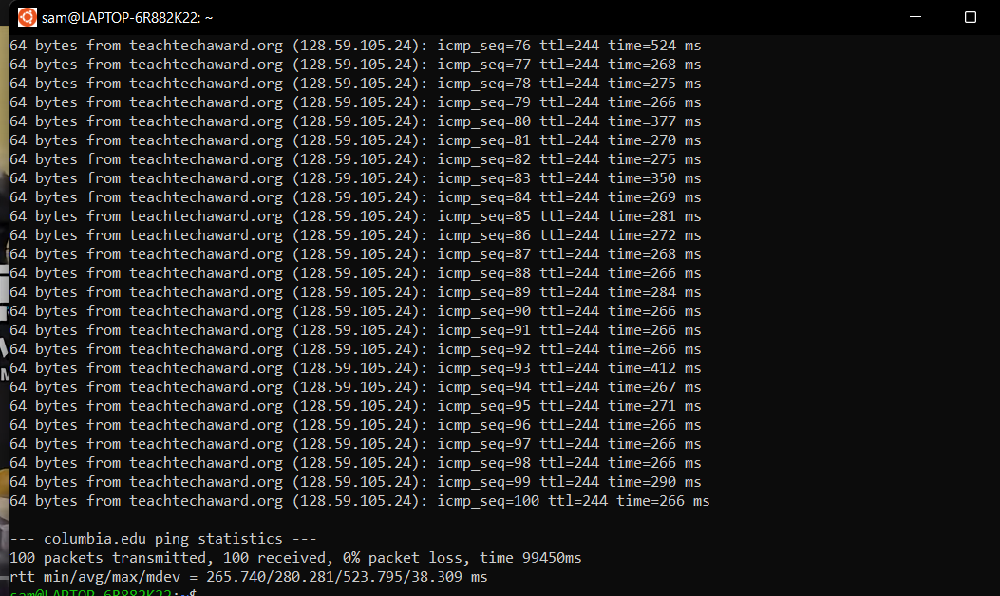 sam@LAPTOP-6R882K22: ~
64 bytes from teachtechaward.org (128.59.105.24): icmp_seq=76 ttl=244 time=524 ms
64 bytes from teachtechaward.org (128.59.105.24): icmp_seq=77 ttl=244 time=268 ms
64 bytes from teachtechaward.org (128.59.105.24): icmp_seq=78 ttl=244 time=275 ms
64 bytes from teachtechaward.org (128.59.105.24): icmp_seq=79 ttl=244 time=266 ms
64 bytes from teachtechaward.org (128.59.105.24): icmp_seq=80 ttl=244 time=377 ms
64 bytes from teachtechaward.org (128.59.105.24): icmp_seq=81 ttl=244 time=270 ms
64 bytes from teachtechaward.org (128.59.105.24): icmp_seq=82 ttl=244 time=275 ms
64 bytes from teachtechaward.org (128.59.105.24): icmp_seq=83 ttl=244 time=350 ms
64 bytes from teachtechaward.org (128.59.105.24): icmp_seq=84 ttl=244 time=269 ms
64 bytes from teachtechaward.org (128.59.105.24): icmp_seq=85 ttl=244 time=281 ms
64 bytes from teachtechaward.org (128.59.105.24): icmp_seq=86 ttl=244 time=272 ms
64 bytes from teachtechaward.org (128.59.105.24): icmp_seq=87 ttl=244 time=268 ms
64 bytes from teachtechaward.org (128.59.105.24): icmp_seq=88 ttl=244 time=266 ms
64 bytes from teachtechaward.org (128.59.105.24): icmp_seq=89 ttl=244 time=284 ms
64 bytes from teachtechaward.org (128.59.105.24): icmp_seq=90 ttl=244 time=266 ms
64 bytes from teachtechaward.org (128.59.105.24): icmp_seq=91 ttl=244 time=266 ms
64 bytes from teachtechaward.org (128.59.105.24): icmp_seq=92 ttl=244 time=266 ms
64 bytes from teachtechaward.org (128.59.105.24): icmp_seq=93 ttl=244 time=412 ms
64 bytes from teachtechaward.org (128.59.105.24): icmp_seq=94 ttl=244 time=267 ms
64 bytes from teachtechaward.org (128.59.105.24): icmp_seq=95 ttl=244 time=271 ms
64 bytes from teachtechaward.org (128.59.105.24): icmp_seq=96 ttl=244 time=266 ms
64 bytes from teachtechaward.org (128.59.105.24): icmp_seq=97 ttl=244 time=266 ms
64 bytes from teachtechaward.org (128.59.105.24): icmp_seq=98 ttl=244 time=266 ms
64 bytes from teachtechaward.org (128.59.105.24): icmp_seq=99 ttl=244 time=290 ms
64 bytes from teachtechaward.org (128.59.105.24): icmp_seq=100 ttl=244 time=266 ms
--- columbia.edu ping statistics ---
100 packets transmitted, 100 received, 0% packet loss, time 99450ms
rtt min/avg/max/mdev = 265.740/280.281/523.795/38.309 ms
sam@LAPTOP-6R882K22:~$